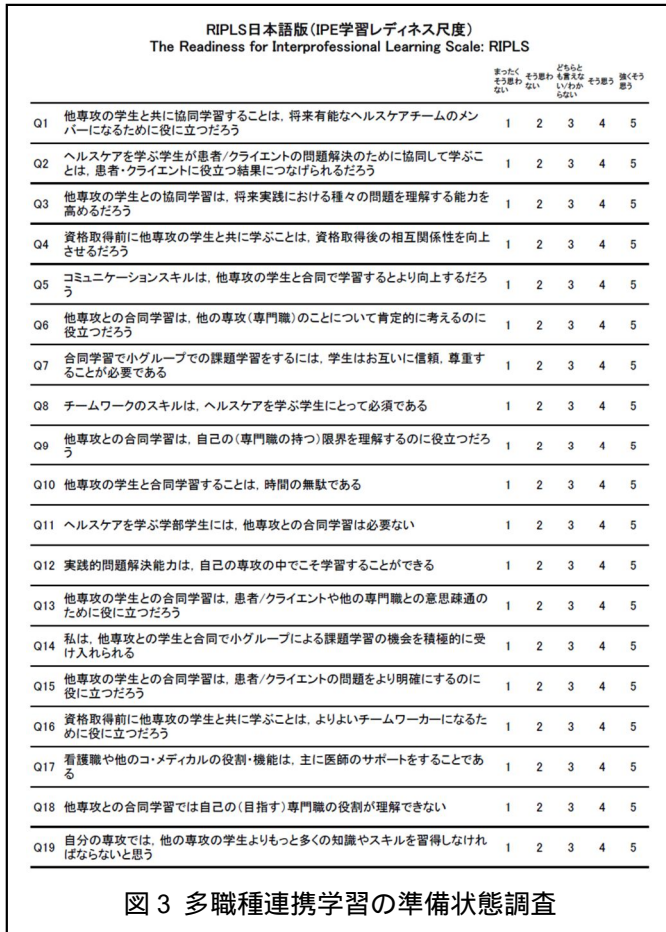 RIPLS日本語版(IPE学習レディネス尺度)
The Readiness for Interprofessional Learning Scale: RIPLS
まったくそう思わない そう思わない どちらとも言えない/わからない そう思う 強くそう思う
Q1 他専攻の学生と共に協同学習することは, 将来有能なヘルスケアチームのメン
バーになるために役に立つだろう 1 2 3 4 5
Q2 ヘルスケアを学ぶ学生が患者/クライエントの問題解決のために協同して学ぶこ
とは, 患者・クライエントに役立つ結果につなげられるだろう 1 2 3 4 5
Q3 他専攻の学生との協同学習は, 将来実践における種々の問題を理解する能力を
高めるだろう 1 2 3 4 5
Q4 資格取得前に他専攻の学生と共に学ぶことは, 資格取得後の相互関係性を向上
させるだろう 1 2 3 4 5
Q5 コミュニケーションスキルは, 他専攻の学生と合同で学習するとより向上するだろ
う 1 2 3 4 5
Q6 他専攻との合同学習は, 他の専攻(専門職)のことについて肯定的に考えるのに
役立つだろう 1 2 3 4 5
Q7 合同学習で小グループでの課題学習をするには, 学生はお互いに信頼, 尊重す
ることが必要である 1 2 3 4 5
Q8 チームワークのスキルは, ヘルスケアを学ぶ学生にとって必須である 1 2 3 4 5
Q9 他専攻との合同学習は, 自己の(専門職の持つ)限界を理解するのに役立つだろ
う 1 2 3 4 5
Q10 他専攻の学生と合同学習することは, 時間の無駄である 1 2 3 4 5
Q11 ヘルスケアを学ぶ学部学生には, 他専攻との合同学習は必要ない 1 2 3 4 5
Q12 実践的問題解決能力は, 自己の専攻の中でこそ学習することができる 1 2 3 4 5
Q13 他専攻の学生との合同学習は, 患者/クライエントや他の専門職との意思疎通の
ために役に立つだろう 1 2 3 4 5
Q14 私は, 他専攻との学生と合同で小グループによる課題学習の機会を積極的に受
け入れられる 1 2 3 4 5
Q15 他専攻の学生との合同学習は, 患者/クライエントの問題をより明確にするのに
役に立つだろう 1 2 3 4 5
Q16 資格取得前に他専攻の学生と共に学ぶことは, よりよいチームワーカーになるた
めに役に立つだろう 1 2 3 4 5
Q17 看護職や他のコ・メディカルの役割・機能は, 主に医師のサポートをすることであ
る 1 2 3 4 5
Q18 他専攻との合同学習では自己の(目指す)専門職の役割が理解できない 1 2 3 4 5
Q19 自分の専攻では, 他の専攻の学生よりもっと多くの知識やスキルを習得しなけれ
ばならないと思う 1 2 3 4 5
図 3 多職種連携学習の準備状態調査